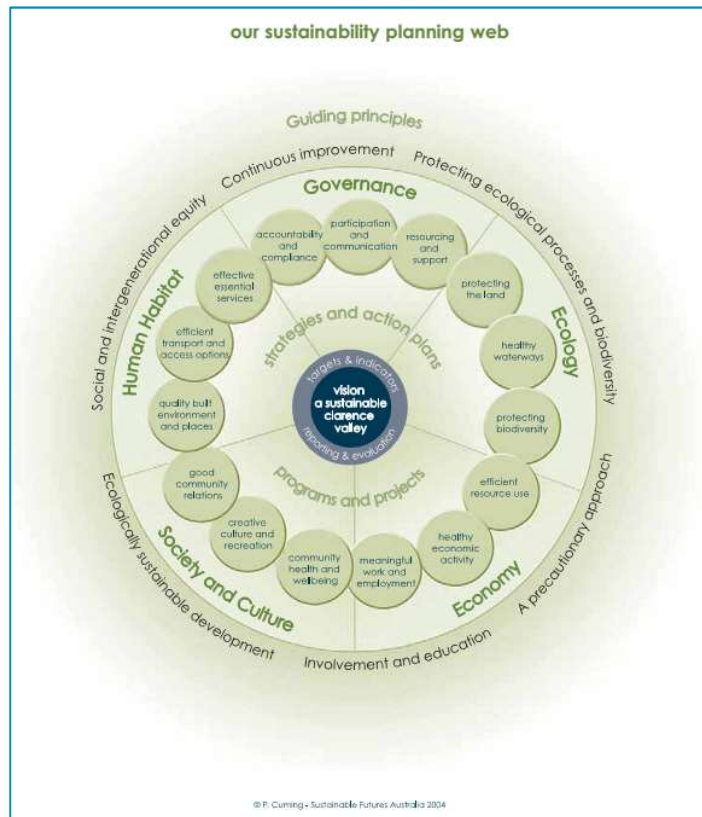 our sustainability planning web
Guiding principles
Continuous improvement
Protecting ecological processes and biodiversity
A precautionary approach
Involvement and education
Ecologically sustainable development
Social and intergenerational equity
Governance
accountability
and
compliance
participation
and
communication
resourcing
and
support
Ecology
protecting
the land
healthy
waterways
protecting
biodiversity
Economy
efficient
resource use
healthy
economic
activity
meaningful
work and
employment
Society and Culture
community
health and
wellbeing
creative
culture and
recreation
good
community
relations
Human Habitat
quality built
environment
and places
efficient
transport and
access options
effective
essential
services
strategies and action plans
programs and projects
targets & indicators
vision
a sustainable
clarence
valley
reporting & evaluation
© P. Cuming - Sustainable Futures Australia 2004